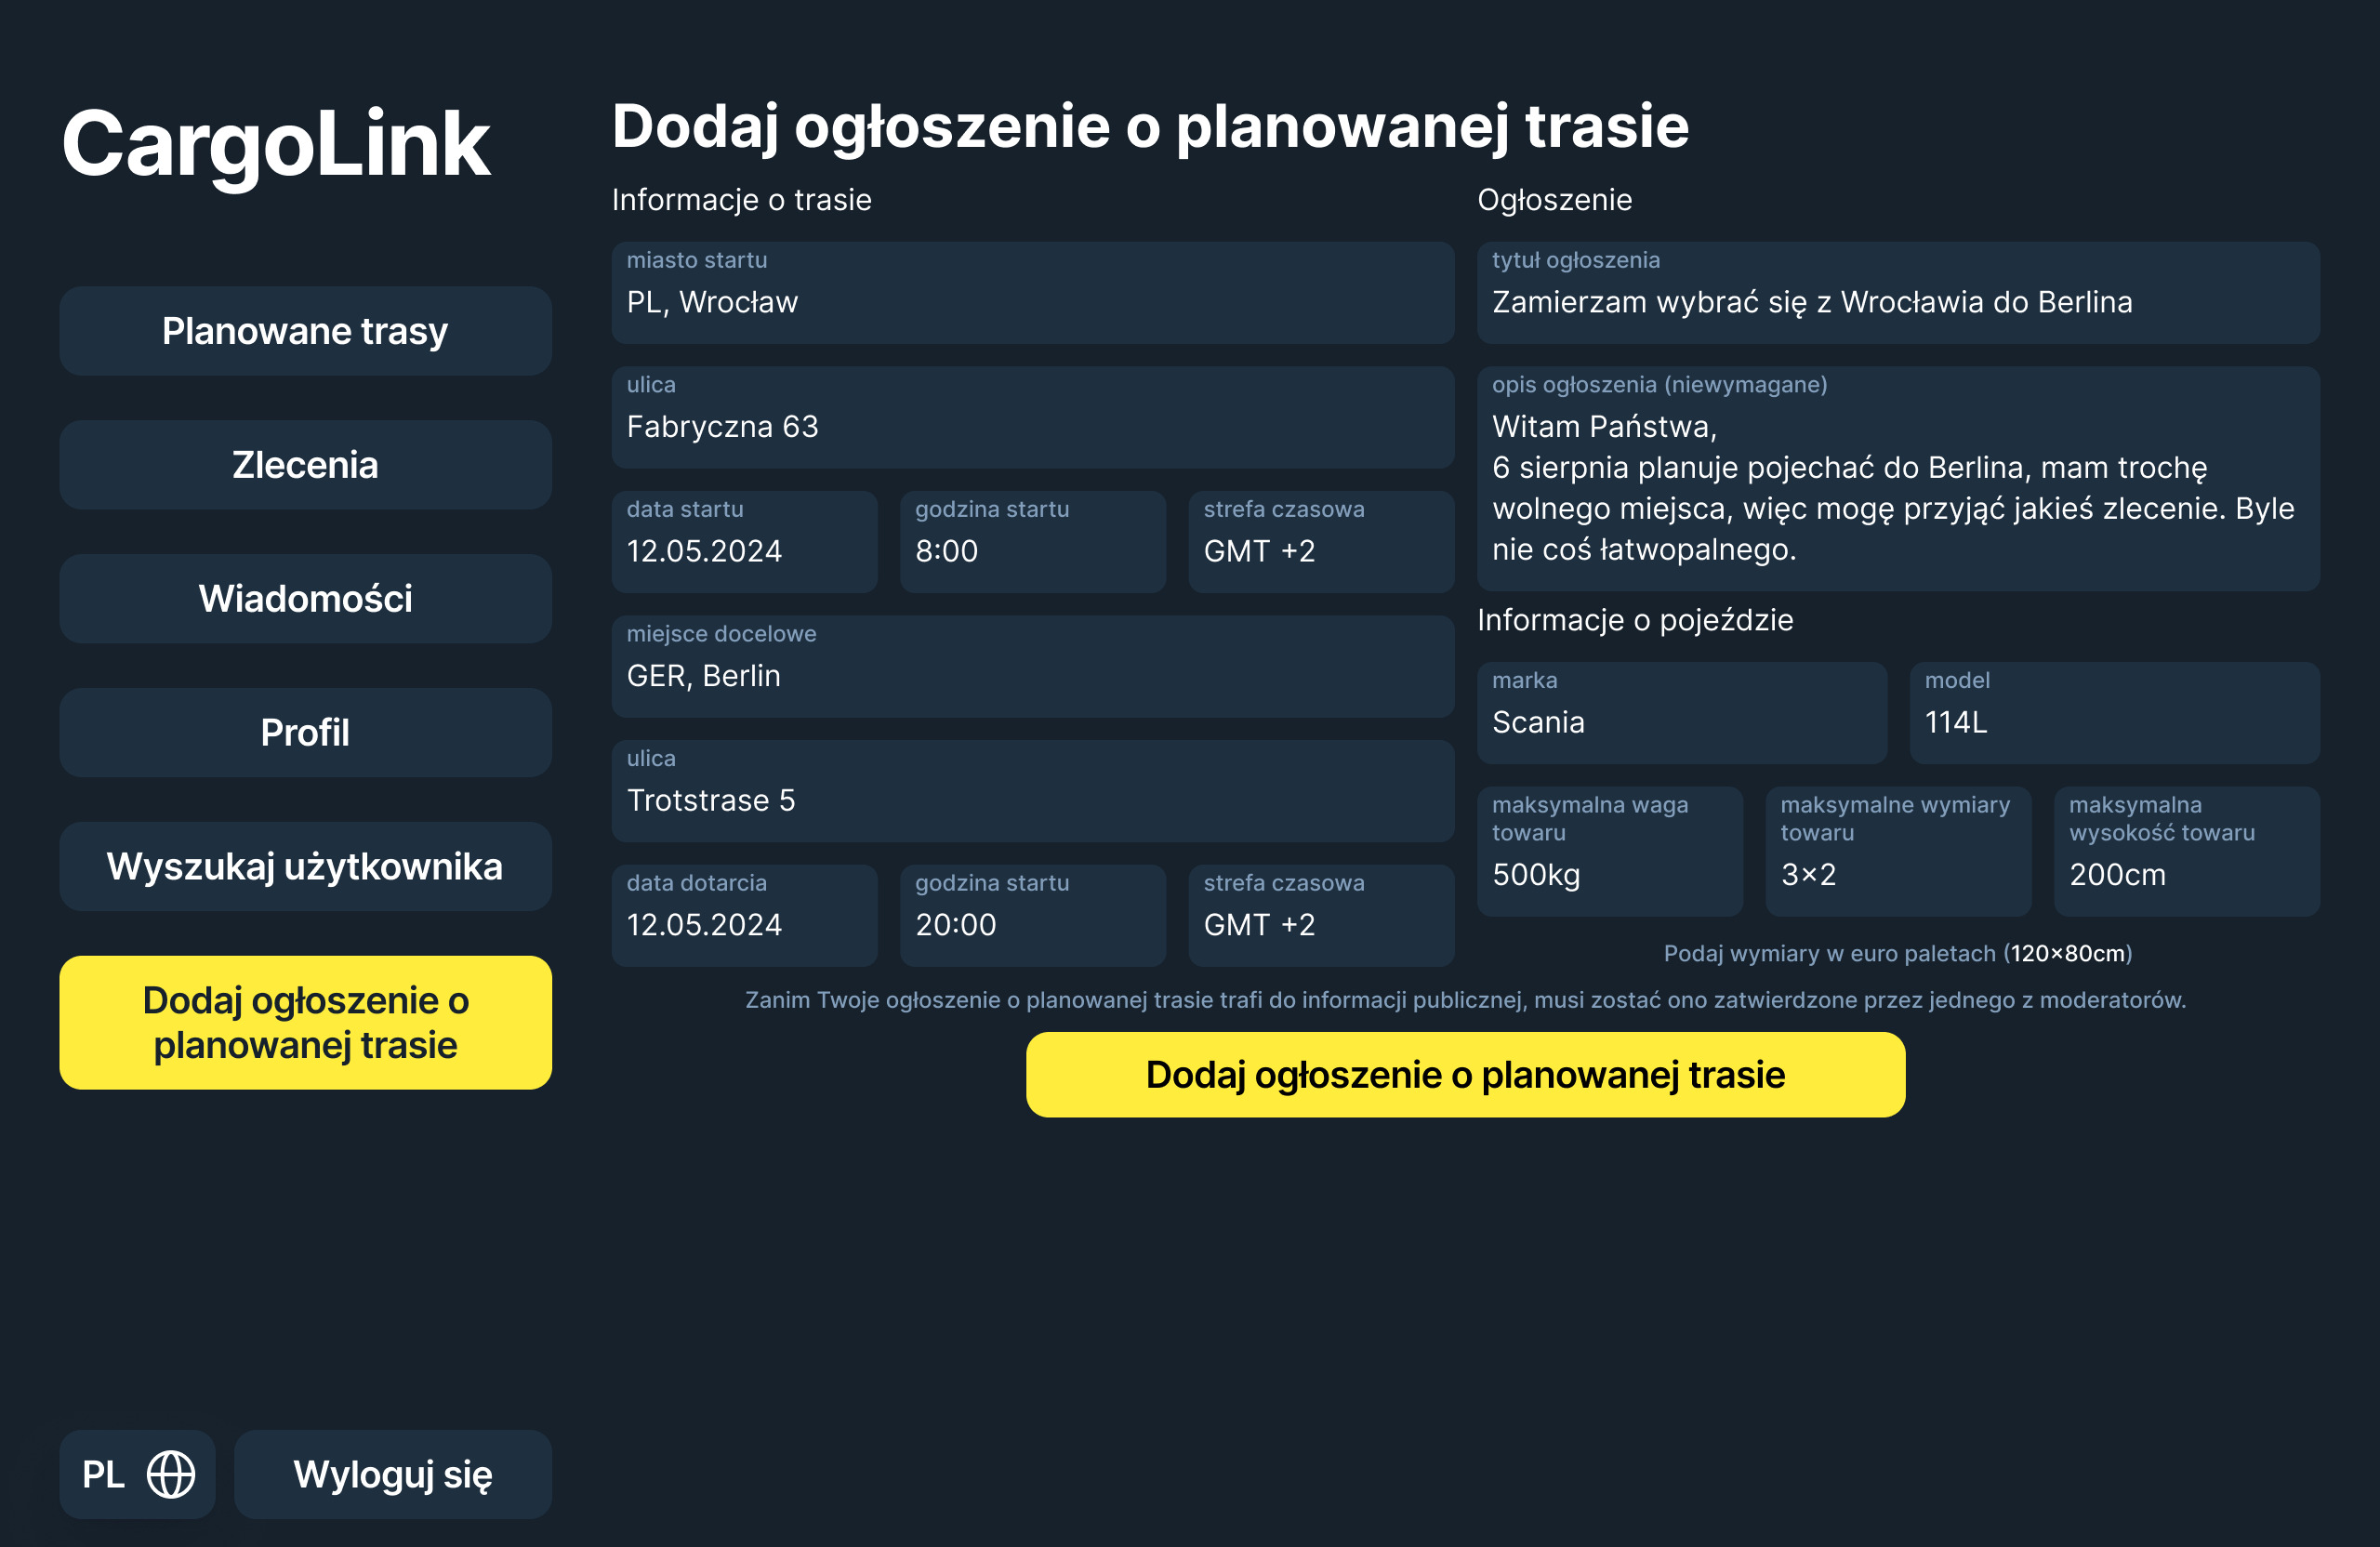 CargoLink
Planowane trasy
Zlecenia
Wiadomości
Profil
Wyszukaj użytkownika
Dodaj ogłoszenie o
planowanej trasie
PL
Wyloguj się
Dodaj ogłoszenie o planowanej trasie
Informacje o trasie
miasto startu
PL, Wrocław
ulica
Fabryczna 63
data startu
12.05.2024
godzina startu
8:00
strefa czasowa
GMT +2
miejsce docelowe
GER, Berlin
ulica
Trotstrase 5
data dotarcia
12.05.2024
godzina startu
20:00
strefa czasowa
GMT +2
Ogłoszenie
tytuł ogłoszenia
Zamierzam wybrać się z Wrocławia do Berlina
opis ogłoszenia (niewymagane)
Witam Państwa,
6 sierpnia planuje pojechać do Berlina, mam trochę
wolnego miejsca, więc mogę przyjąć jakieś zlecenie. Byle
nie coś łatwopalnego.
Informacje o pojeździe
marka
Scania
model
114L
maksymalna waga
towaru
500kg
maksymalne wymiary
towaru
3×2
maksymalna
wysokość towaru
200cm
Podaj wymiary w euro paletach (120×80cm)
Zanim Twoje ogłoszenie o planowanej trasie trafi do informacji publicznej, musi zostać ono zatwierdzone przez jednego z moderatorów.
Dodaj ogłoszenie o planowanej trasie